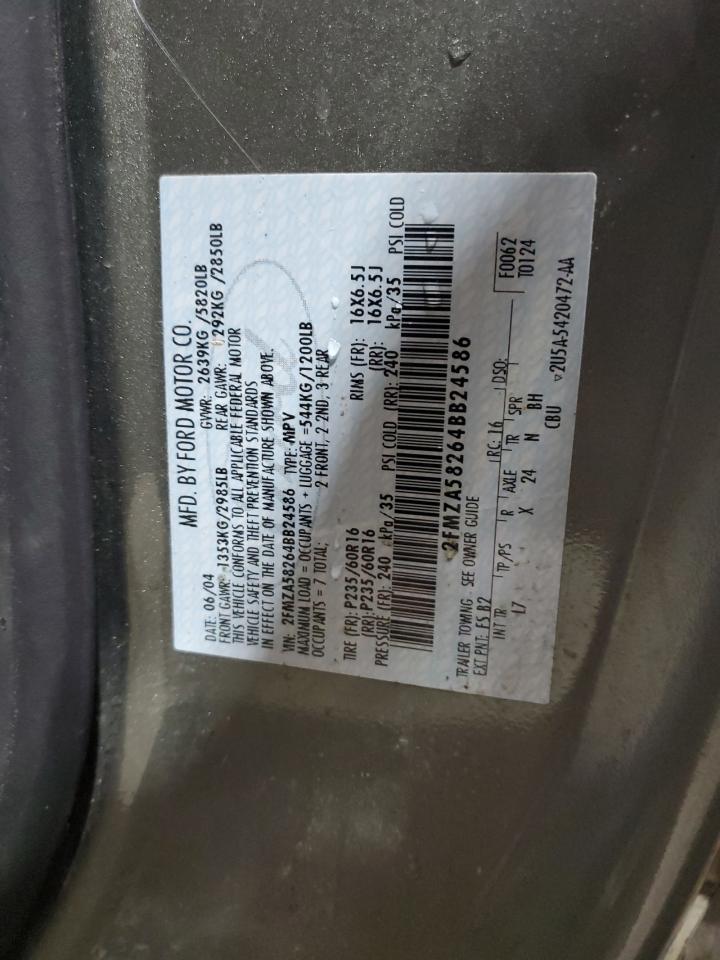 MFD. BY FORD MOTOR CO.
DATE: 06/04 GVWR: 2639KG /5820LB
FRONT GAWR: 1353KG/2985LB REAR GAWR: 1292KG /2850LB
THIS VEHICLE CONFORMS TO ALL APPLICABLE FEDERAL MOTOR
VEHICLE SAFETY AND THEFT PREVENTION STANDARDS
IN EFFECT ON THE DATE OF MANUFACTURE SHOWN ABOVE.
VIN: 2FMZA58264BB24586 TYPE: MPV
MAXIMUM LOAD = OCCUPANTS + LUGGAGE = 544KG/1200LB
OCCUPANTS = 7 TOTAL; 2 FRONT, 2 2ND, 3 REAR
TIRE (FR): P235/60R16 RIMS (FR): 16X6.5J
(RR): P235/60R16 (RR): 16X6.5J
PRESSURE (FR): 240 kPa/35 PSI COLD (RR): 240 kPa/35 PSI COLD
2FMZA58264BB24586
TRAILER TOWING - SEE OWNER GUIDE
EXT PNT: F5 B2 RC: 16 DSO: F0062
INT TR TP/PS R AXLE TR SPR T0124
L7 X 24 N BH
CBU
▽2U5A-5420472-AA